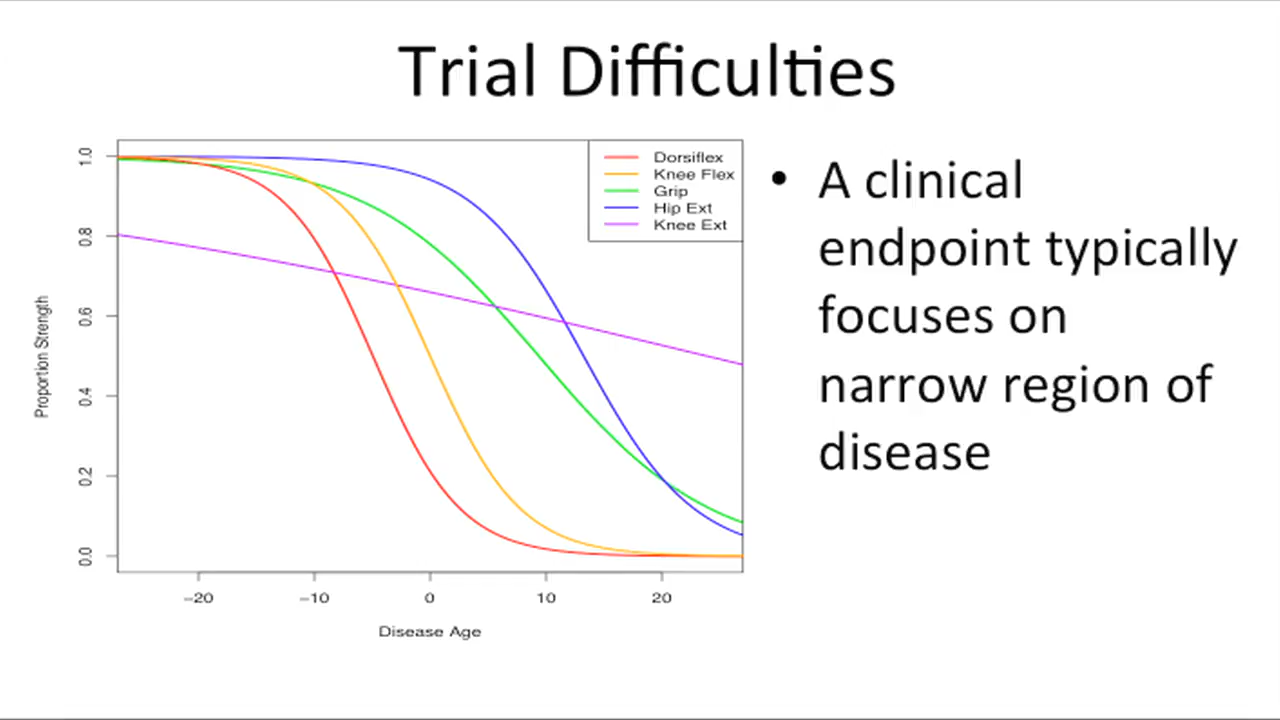 Trial Difficulties
1.0
0.8
0.6
0.4
0.2
0.0
Proportion Strength
Dorsiflex
Knee Flex
Grip
Hip Ext
Knee Ext
−20
−10
0
10
20
Disease Age
• A clinical
endpoint typically
focuses on
narrow region of
disease